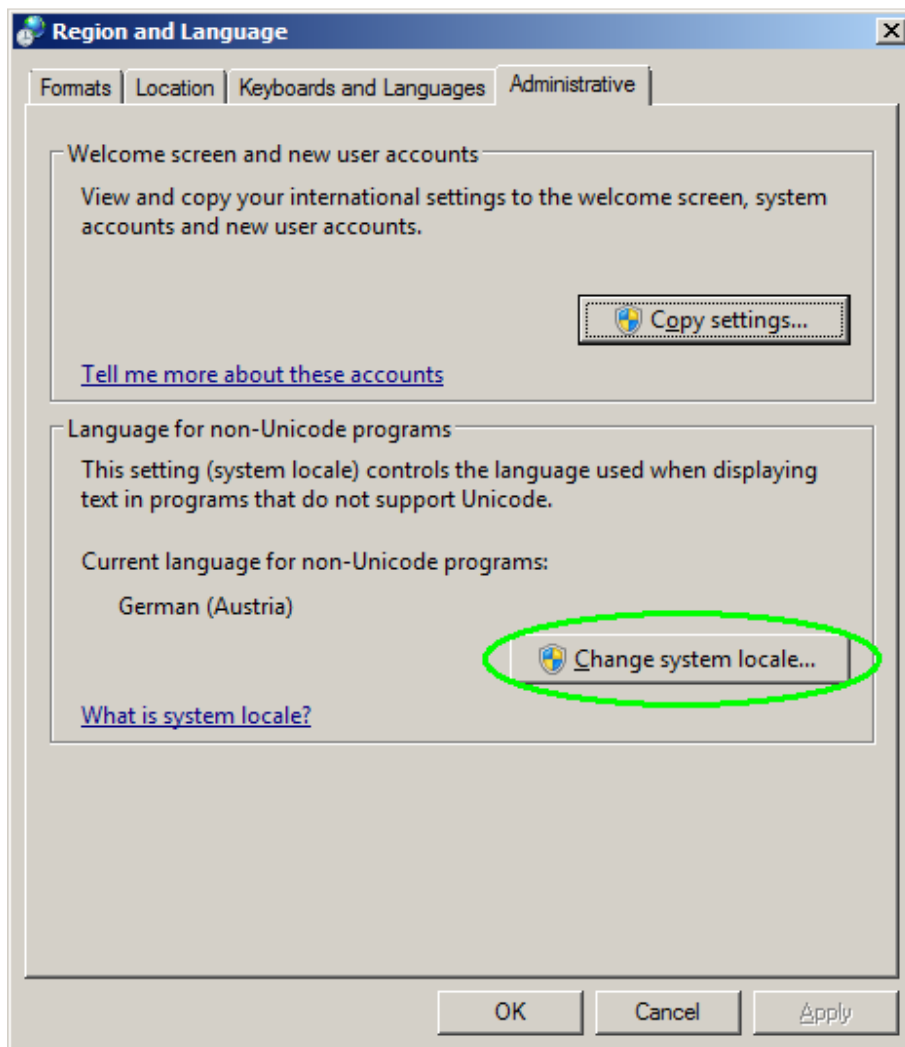 Region and Language
Formats
Location
Keyboards and Languages
Administrative
Welcome screen and new user accounts
View and copy your international settings to the welcome screen, system
accounts and new user accounts.
Copy settings...
Tell me more about these accounts
Language for non-Unicode programs
This setting (system locale) controls the language used when displaying
text in programs that do not support Unicode.
Current language for non-Unicode programs:
German (Austria)
Change system locale...
What is system locale?
OK
Cancel
Apply